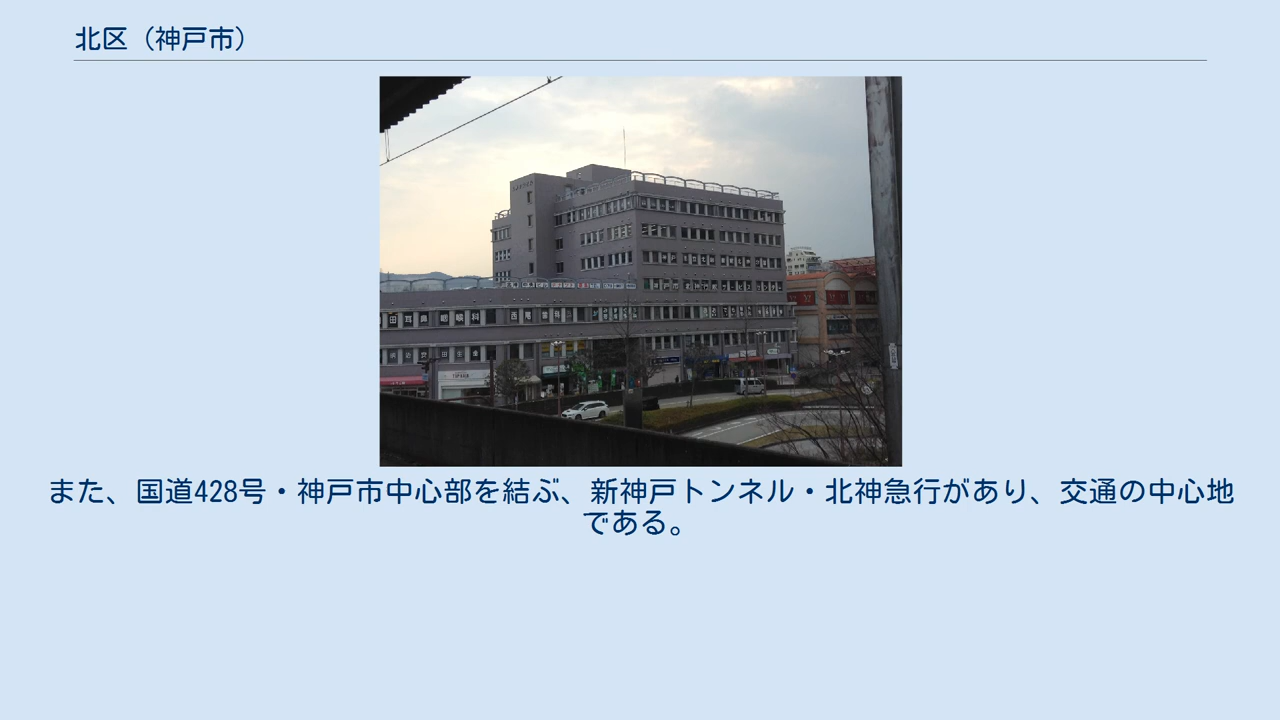 北区（神戸市）
また、国道428号・神戸市中心部を結ぶ、新神戸トンネル・北神急行があり、交通の中心地
である。